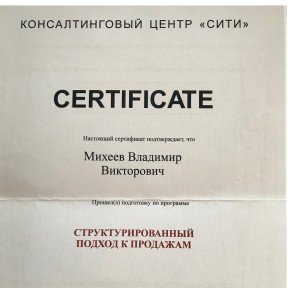 КОНСАЛТИНГОВЫЙ ЦЕНТР «СИТИ»
CERTIFICATE
Настоящий сертификат подтверждает, что
Михеев Владимир
Викторович
Прошел(а) подготовку по программе
СТРУКТУРИРОВАННЫЙ
ПОДХОД К ПРОДАЖАМ